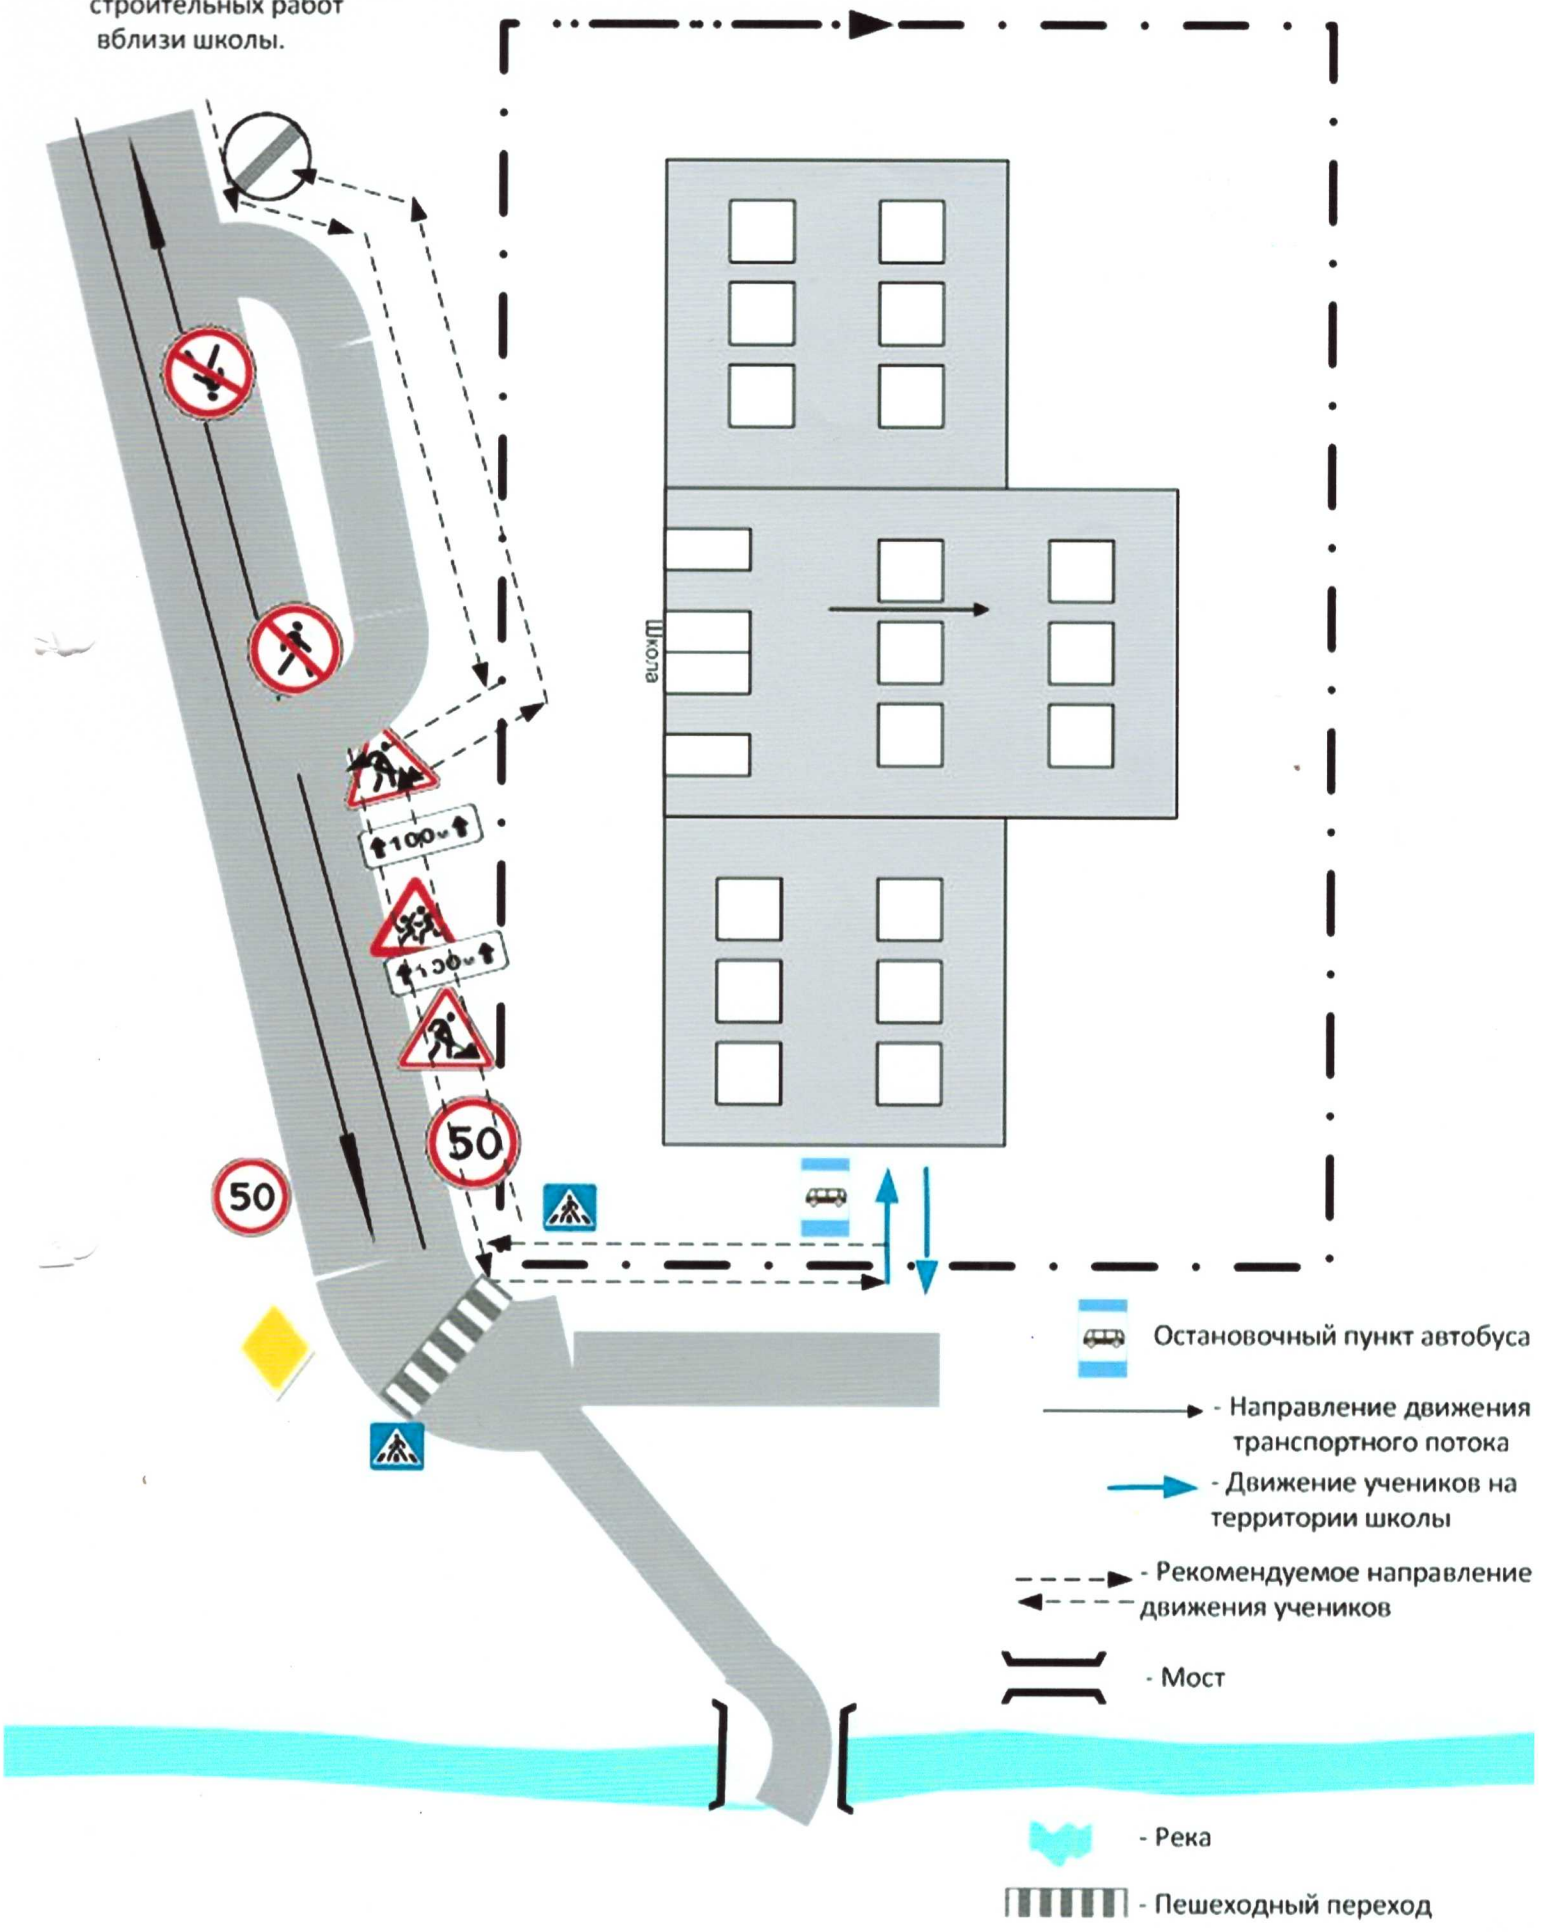 строительных работ
вблизи школы.
Школа
100м
100м
50
50
Остановочный пункт автобуса
- Направление движения
транспортного потока
- Движение учеников на
территории школы
- Рекомендуемое направление
движения учеников
- Мост
- Река
- Пешеходный переход